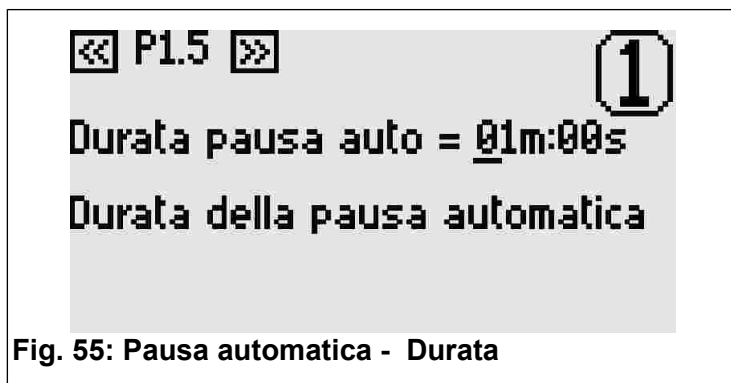 « P1.5 » 1
Durata pausa auto = 01m:00s
Durata della pausa automatica
Fig. 55: Pausa automatica - Durata